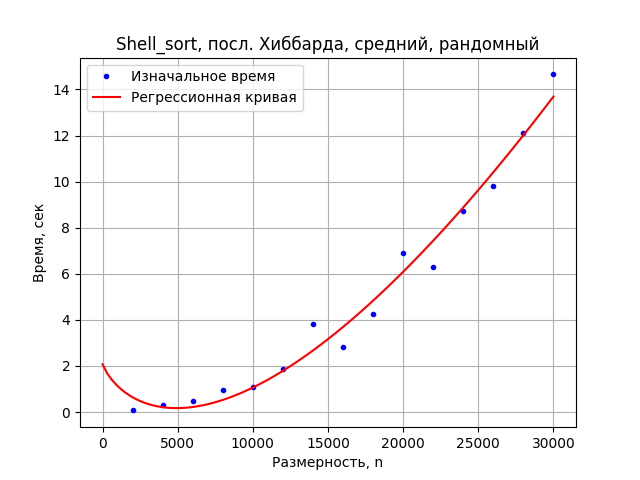 Shell_sort, посл. Хиббарда, средний, рандомный
Изначальное время
Регрессионная кривая
Время, сек
14
12
10
8
6
4
2
0
0 5000 10000 15000 20000 25000 30000
Размерность, n